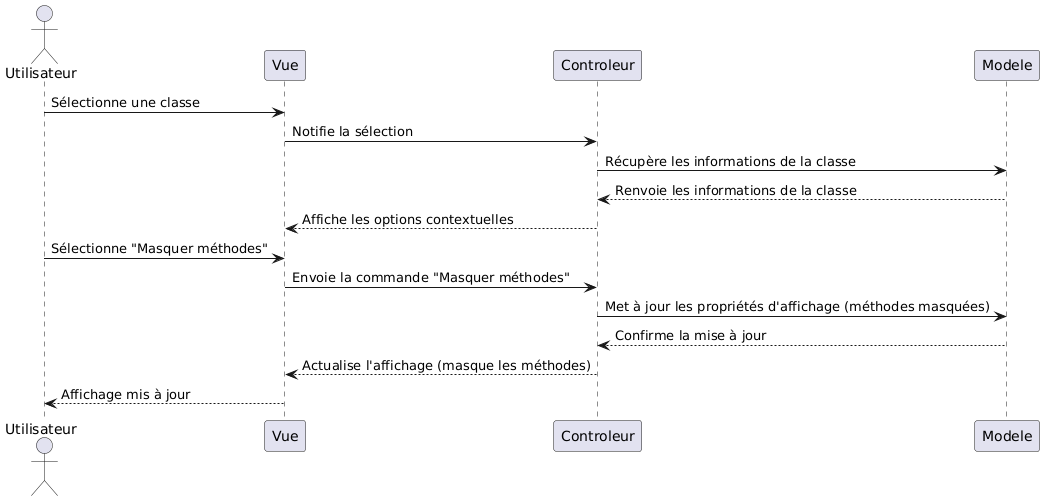 Utilisateur
Vue
Controleur
Modele
Sélectionne une classe
Notifie la sélection
Récupère les informations de la classe
Renvoie les informations de la classe
Affiche les options contextuelles
Sélectionne "Masquer méthodes"
Envoie la commande "Masquer méthodes"
Met à jour les propriétés d'affichage (méthodes masquées)
Confirme la mise à jour
Actualise l'affichage (masque les méthodes)
Affichage mis à jour
Utilisateur
Vue
Controleur
Modele